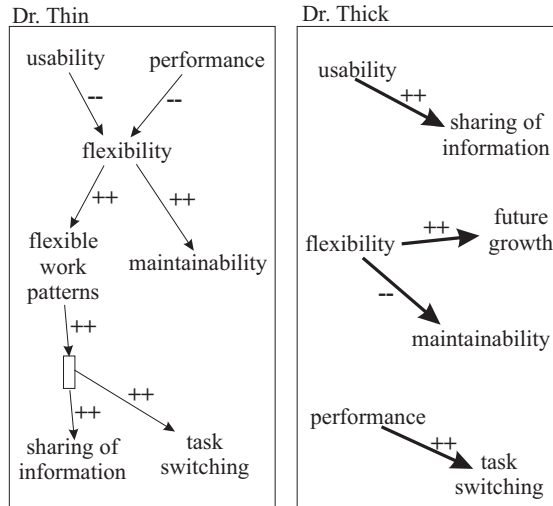 Dr. Thin
usability
performance
--
--
flexibility
++
++
flexible
work
patterns
maintainability
++
++
++
sharing of
information
task
switching
Dr. Thick
usability
++
sharing of
information
flexibility
++
future
growth
--
maintainability
performance
++
task
switching